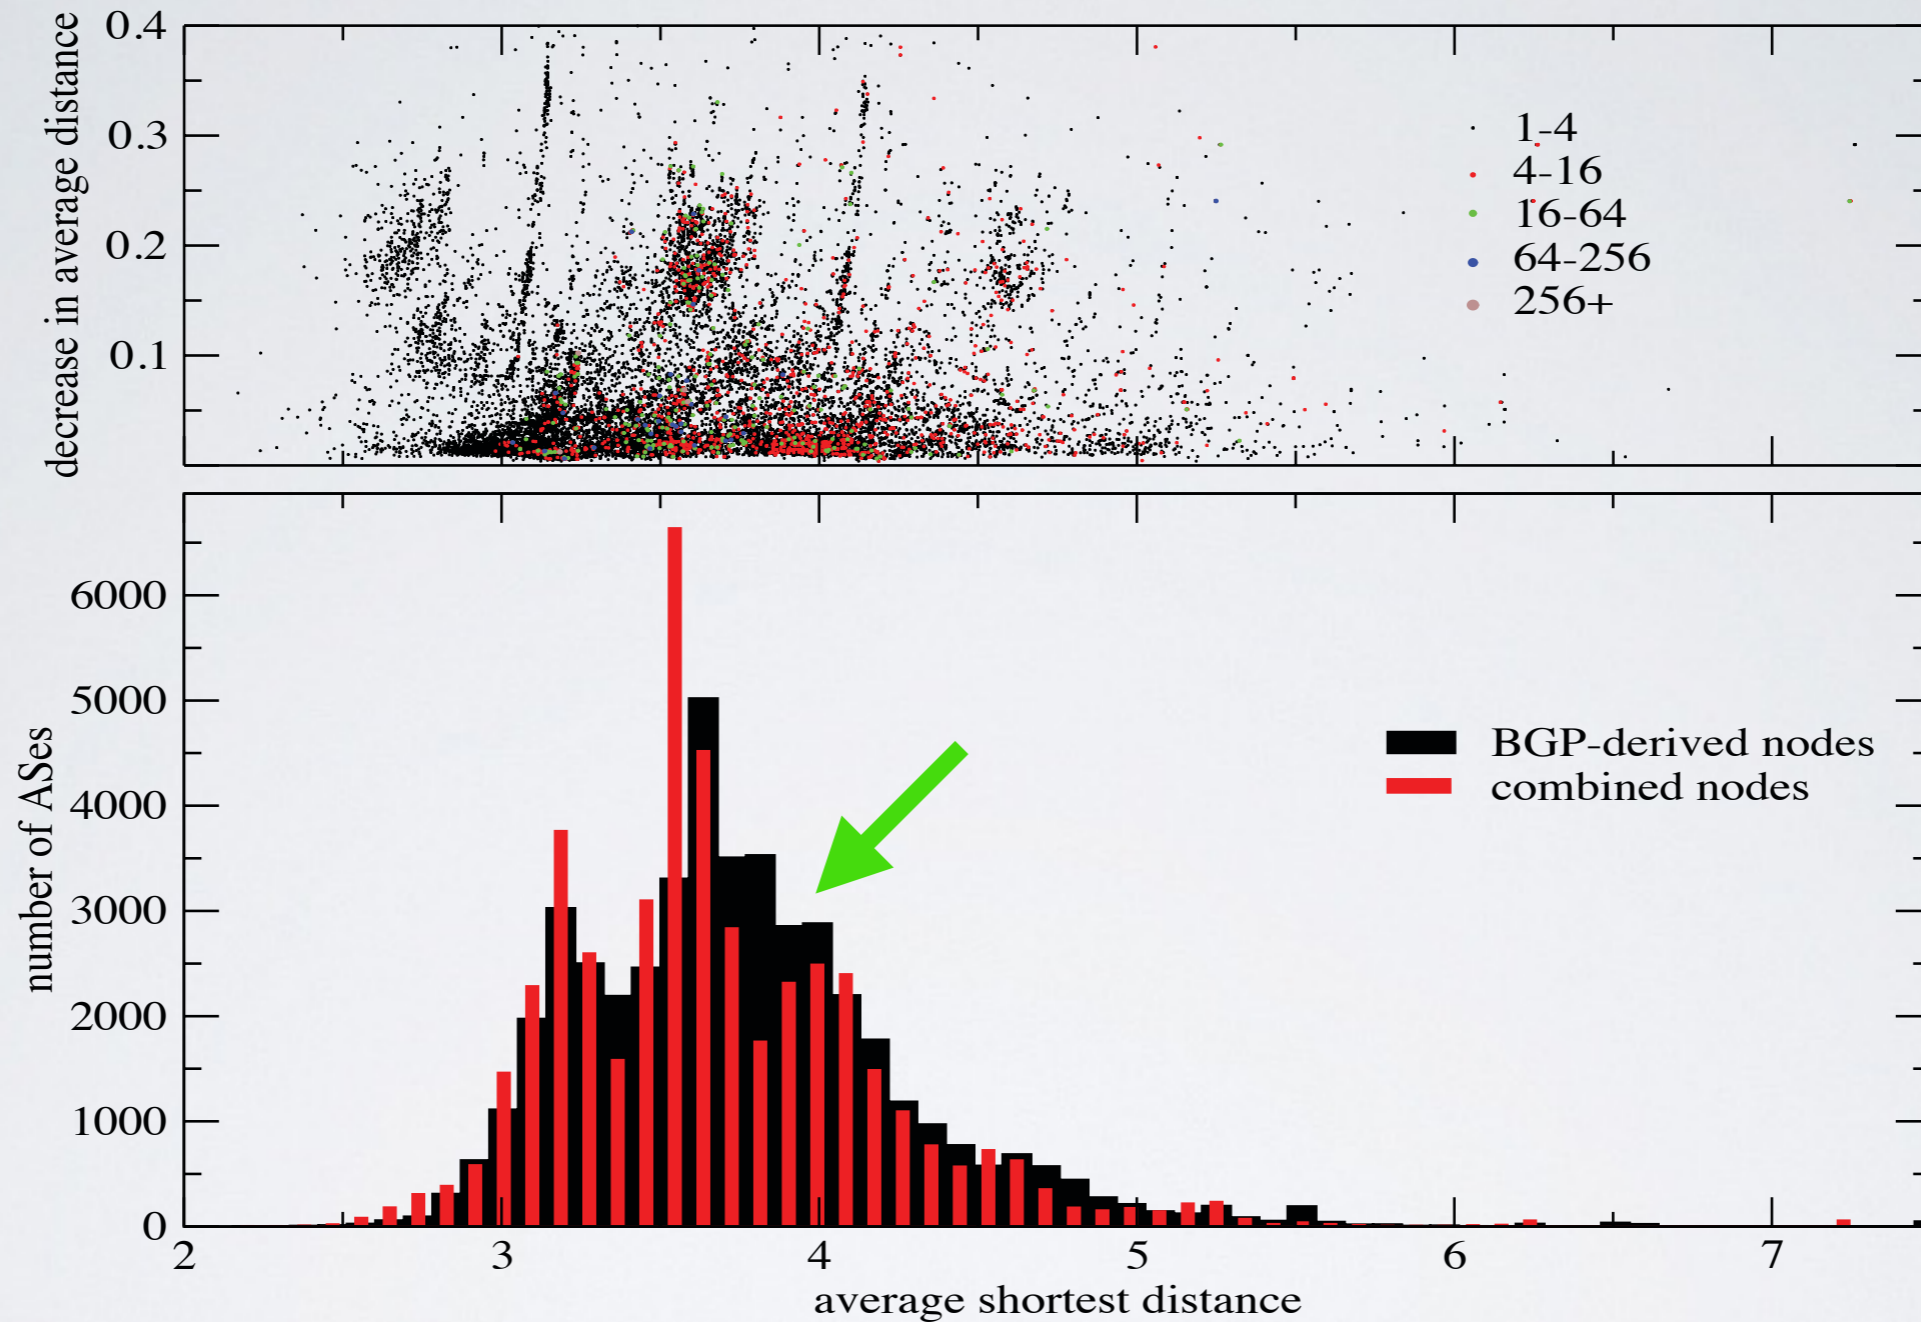 decrease in average distance
0.4
0.3
0.2
0.1
1-4
4-16
16-64
64-256
256+
number of ASes
6000
5000
4000
3000
2000
1000
0
BGP-derived nodes
combined nodes
2 3 4 5 6 7
average shortest distance